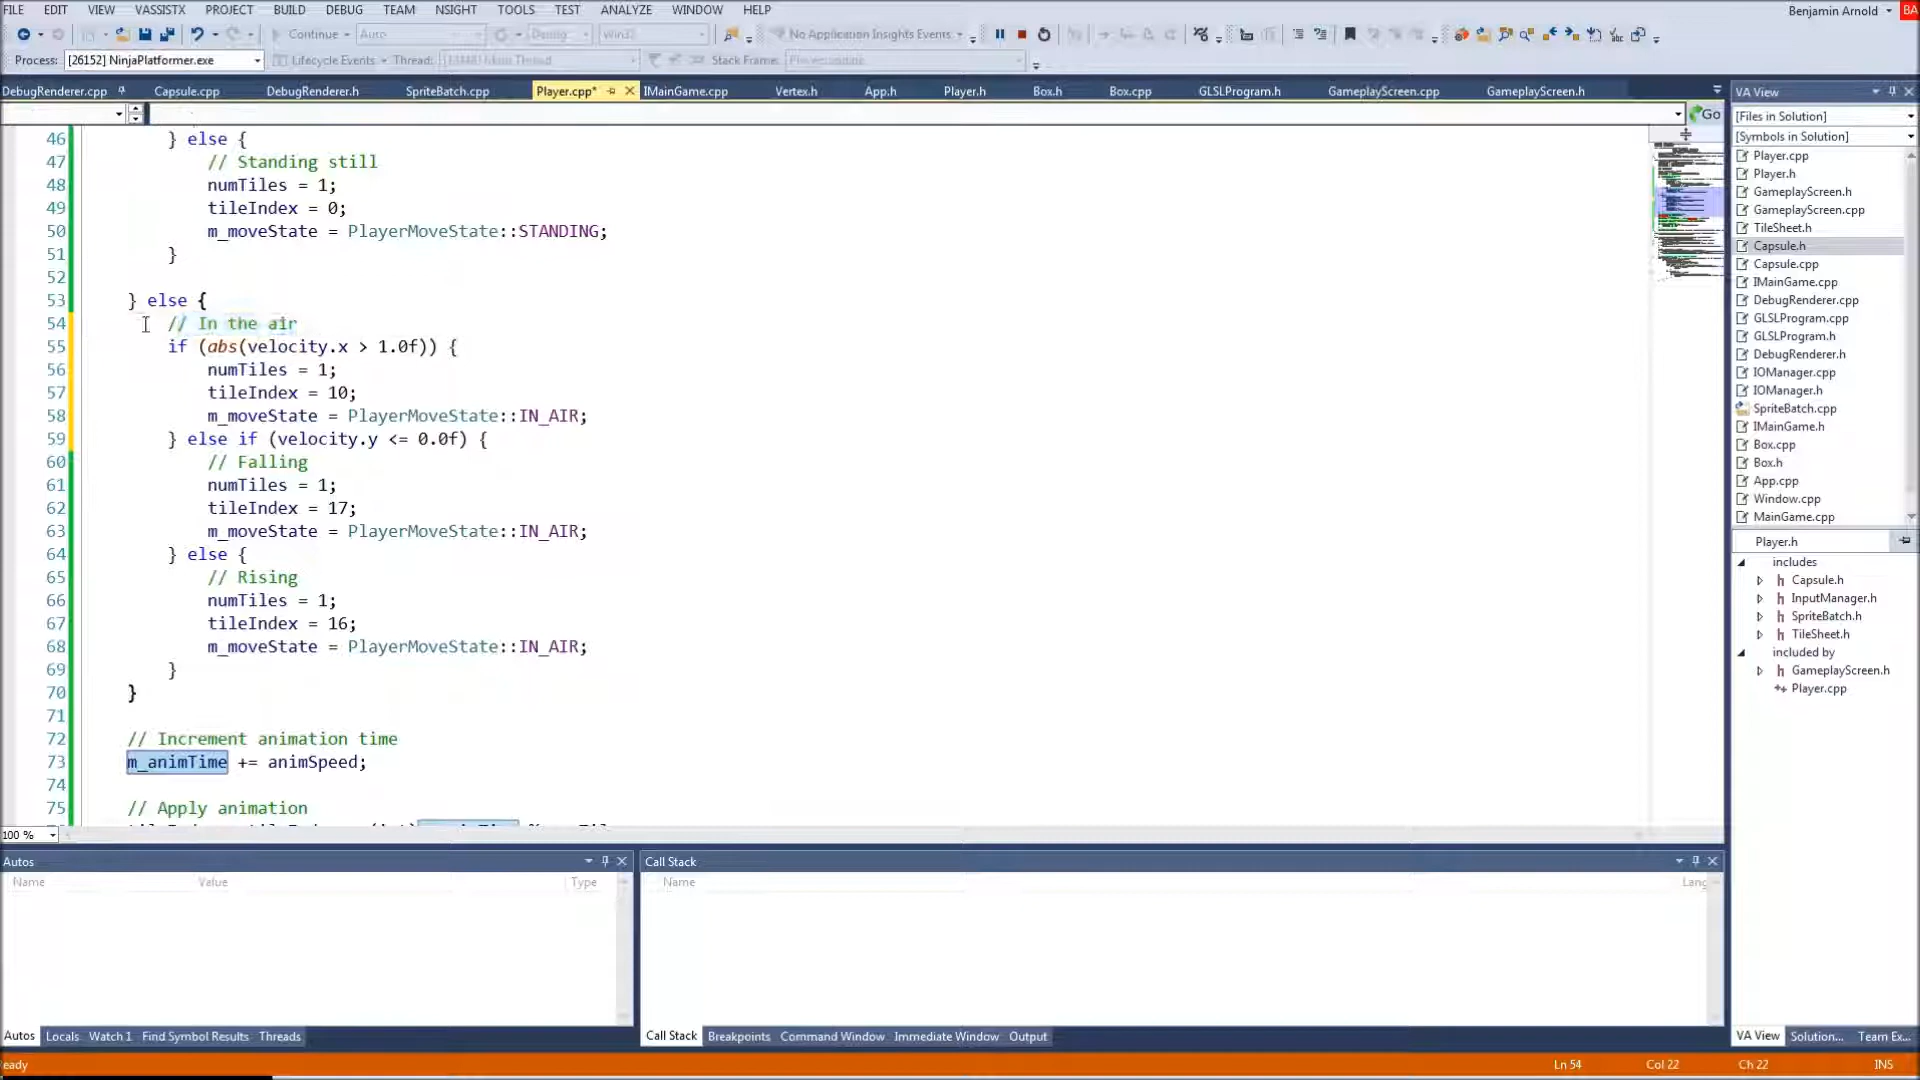 FILE EDIT VIEW VASSISTX PROJECT BUILD DEBUG TEAM NSIGHT TOOLS TEST ANALYZE WINDOW HELP Benjamin Arnold BA
Continue Auto Debug Win32 No Application Insights Events
Process: [26152] NinjaPlatformer.exe Lifecycle Events Thread: Main Thread Stack Frame:
DebugRenderer.cpp Capsule.cpp DebugRenderer.h SpriteBatch.cpp Player.cpp* IMainGame.cpp Vertex.h App.h Player.h Box.h Box.cpp GLSLProgram.h GameplayScreen.cpp GameplayScreen.h
Go
46 } else {
47 // Standing still
48 numTiles = 1;
49 tileIndex = 0;
50 m_moveState = PlayerMoveState::STANDING;
51 }
52
53 } else {
54 // In the air
55 if (abs(velocity.x > 1.0f)) {
56 numTiles = 1;
57 tileIndex = 10;
58 m_moveState = PlayerMoveState::IN_AIR;
59 } else if (velocity.y <= 0.0f) {
60 // Falling
61 numTiles = 1;
62 tileIndex = 17;
63 m_moveState = PlayerMoveState::IN_AIR;
64 } else {
65 // Rising
66 numTiles = 1;
67 tileIndex = 16;
68 m_moveState = PlayerMoveState::IN_AIR;
69 }
70 }
71
72 // Increment animation time
73 m_animTime += animSpeed;
74
75 // Apply animation
100 %
VA View
[Files in Solution]
[Symbols in Solution]
Player.cpp
Player.h
GameplayScreen.h
GameplayScreen.cpp
TileSheet.h
Capsule.h
Capsule.cpp
IMainGame.cpp
DebugRenderer.cpp
GLSLProgram.cpp
GLSLProgram.h
DebugRenderer.h
IOManager.cpp
IOManager.h
SpriteBatch.cpp
IMainGame.h
Box.cpp
Box.h
App.cpp
Window.cpp
MainGame.cpp
Player.h
includes
h Capsule.h
h InputManager.h
h SpriteBatch.h
h TileSheet.h
included by
h GameplayScreen.h
Player.cpp
VA View Solution... Team Ex...
Autos
Name Value Type
Autos Locals Watch 1 Find Symbol Results Threads
Call Stack
Name Lang
Call Stack Breakpoints Command Window Immediate Window Output
eady Ln 54 Col 22 Ch 22 INS